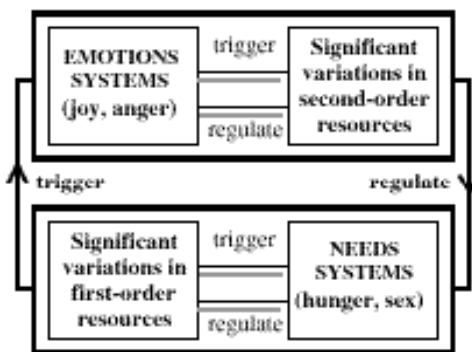 EMOTIONS
SYSTEMS
(joy, anger)
trigger
regulate
Significant
variations in
second-order
resources
trigger
regulate
Significant
variations in
first-order
resources
trigger
regulate
NEEDS
SYSTEMS
(hunger, sex)